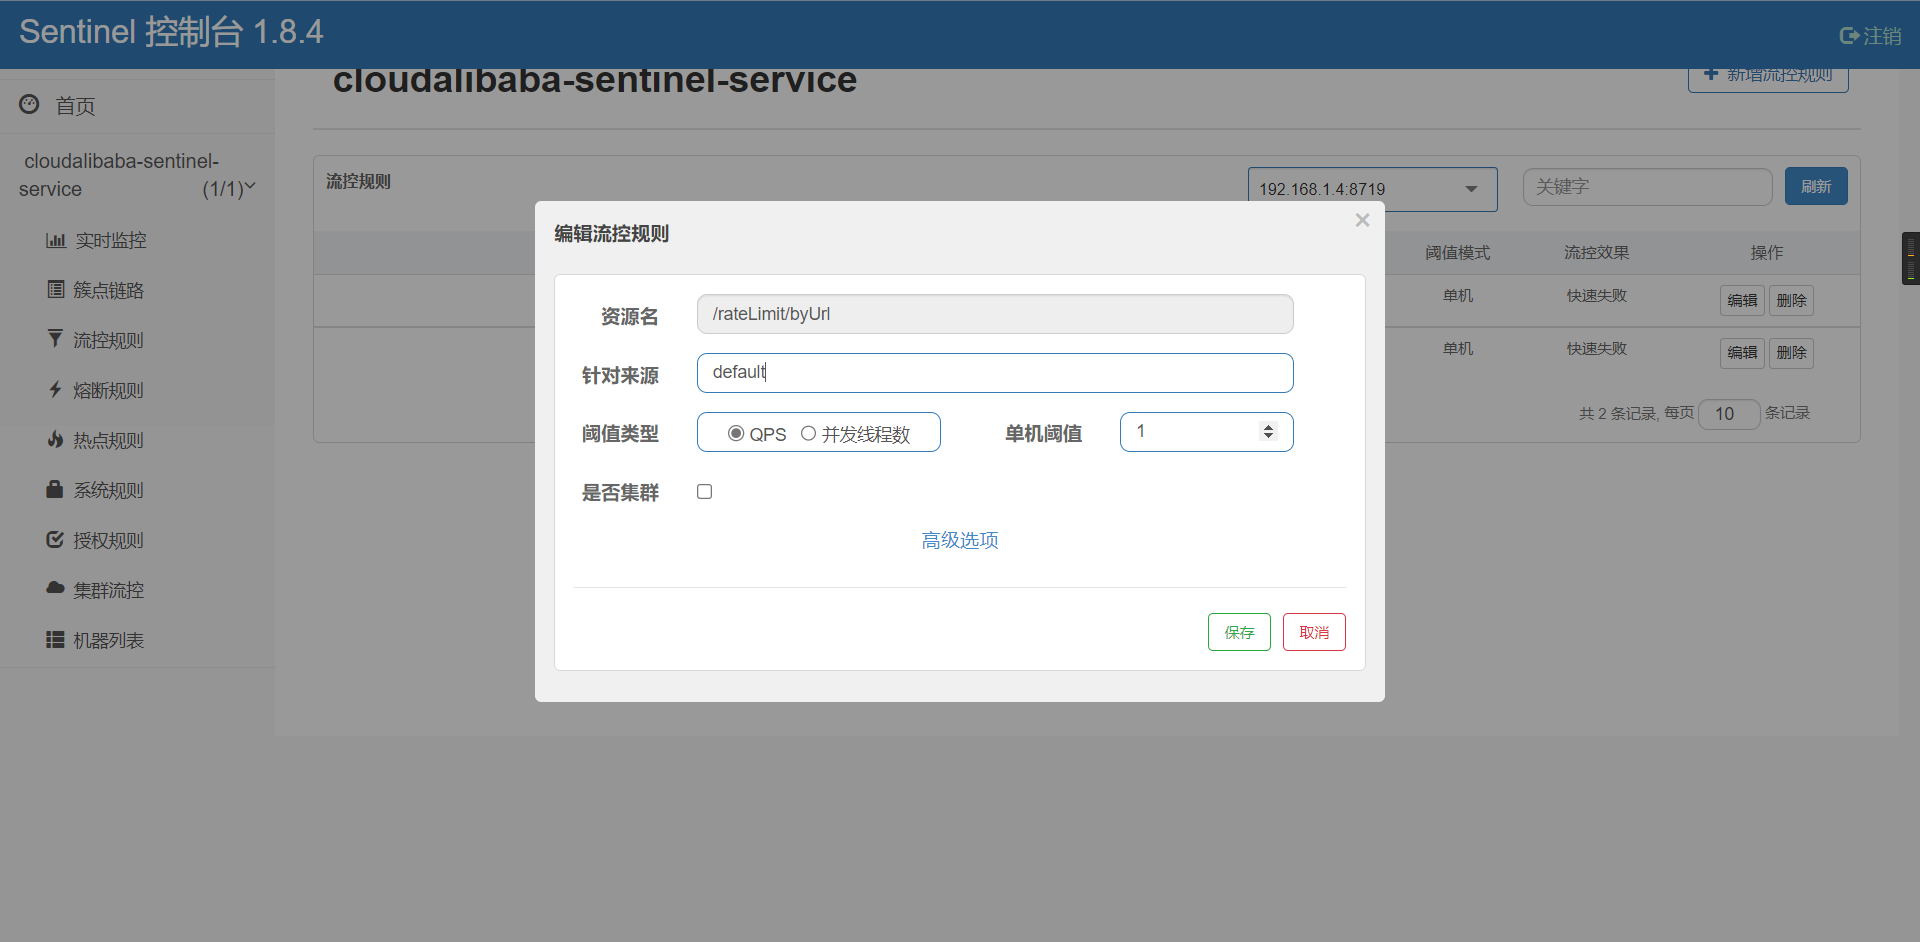 Sentinel 控制台 1.8.4
注销
首页
cloudalibaba-sentinel-
service (1/1)
实时监控
簇点链路
流控规则
熔断规则
热点规则
系统规则
授权规则
集群流控
机器列表
cloudalibaba-sentinel-service
新增流控规则
流控规则
192.168.1.4:8719
关键字
刷新
阈值模式 流控效果 操作
单机 快速失败 编辑 删除
单机 快速失败 编辑 删除
共 2 条记录, 每页 10 条记录
编辑流控规则
×
资源名 /rateLimit/byUrl
针对来源 default
阈值类型 QPS 并发线程数 单机阈值 1
是否集群
高级选项
保存 取消